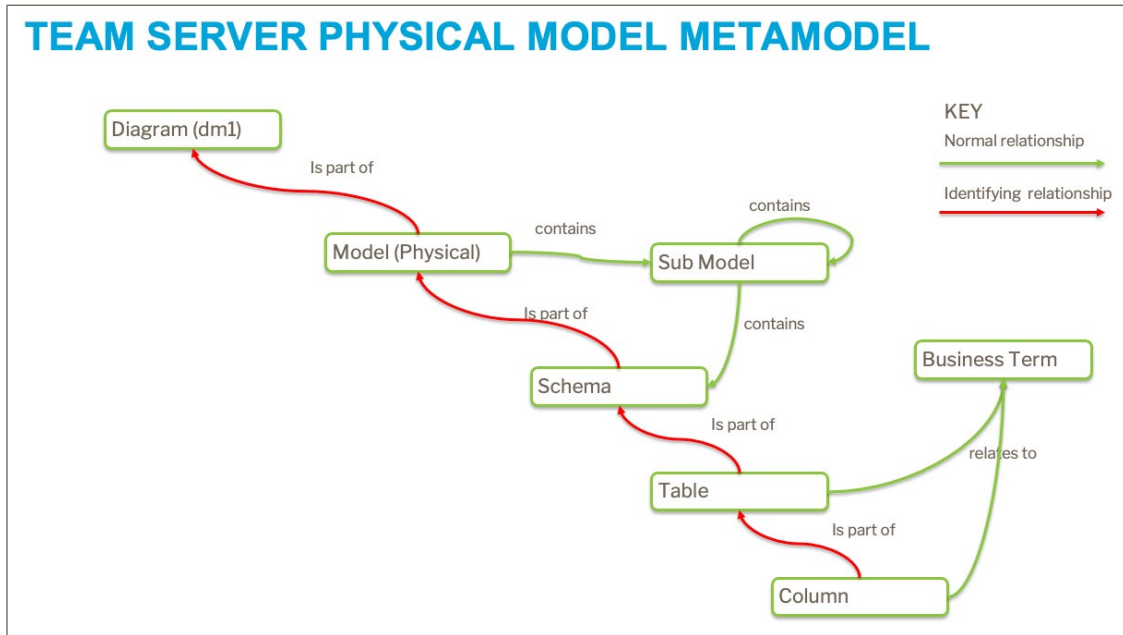 TEAM SERVER PHYSICAL MODEL METAMODEL
Diagram (dm1)
KEY
Normal relationship
Is part of
Identifying relationship
contains
contains
Model (Physical)
Sub Model
Is part of
contains
Business Term
Schema
Is part of
relates to
Table
Is part of
Column